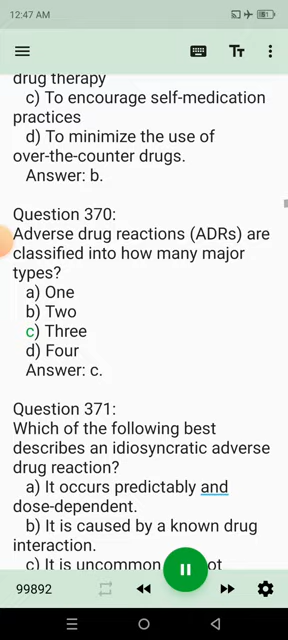 12:47 AM
drug therapy
c) To encourage self-medication
practices
d) To minimize the use of
over-the-counter drugs.
Answer: b.
Question 370:
Adverse drug reactions (ADRs) are
classified into how many major
types?
a) One
b) Two
c) Three
d) Four
Answer: c.
Question 371:
Which of the following best
describes an idiosyncratic adverse
drug reaction?
a) It occurs predictably and
dose-dependent.
b) It is caused by a known drug
interaction.
c) It is uncommon
99892